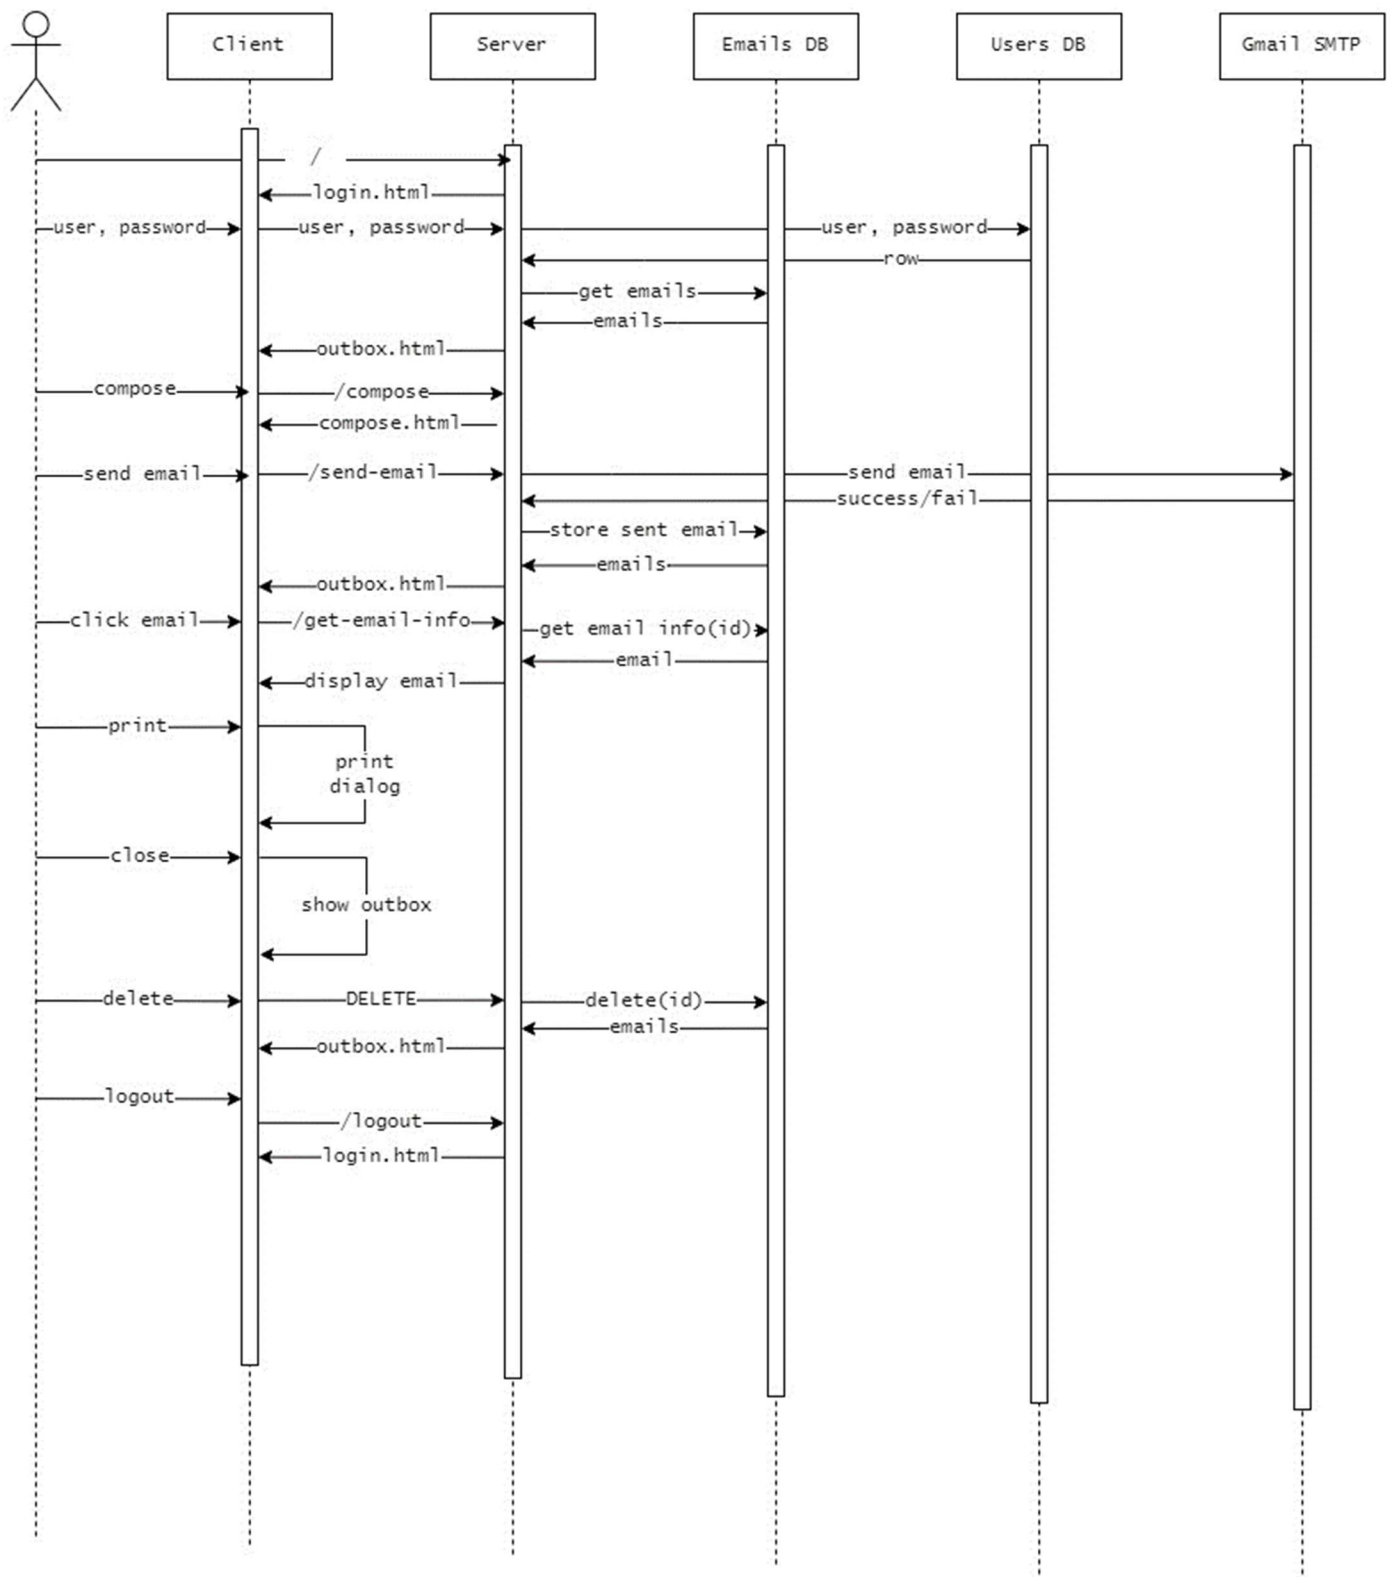 Client
Server
Emails DB
Users DB
Gmail SMTP
/
login.html
user, password
user, password
user, password
row
get emails
emails
outbox.html
compose
/compose
compose.html
send email
/send-email
send email
success/fail
store sent email
emails
outbox.html
click email
/get-email-info
get email info(id)
email
display email
print
print
dialog
close
show outbox
delete
DELETE
delete(id)
emails
outbox.html
logout
/logout
login.html